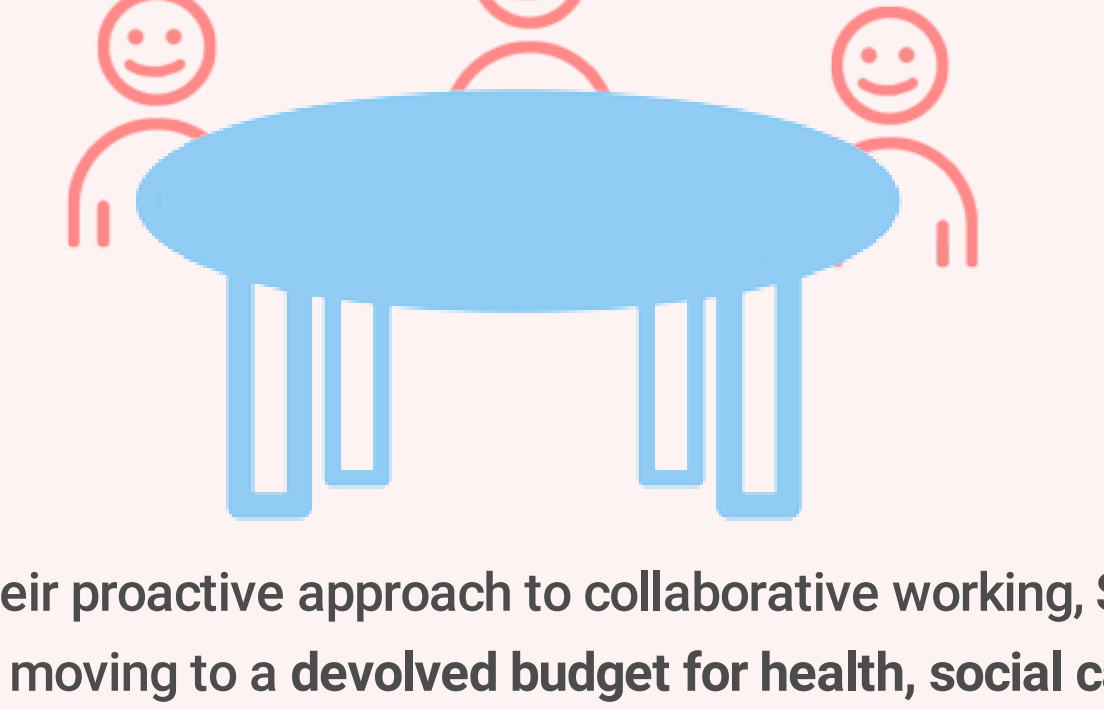 eir proactive approach to collaborative working,
moving to a devolved budget for health, social